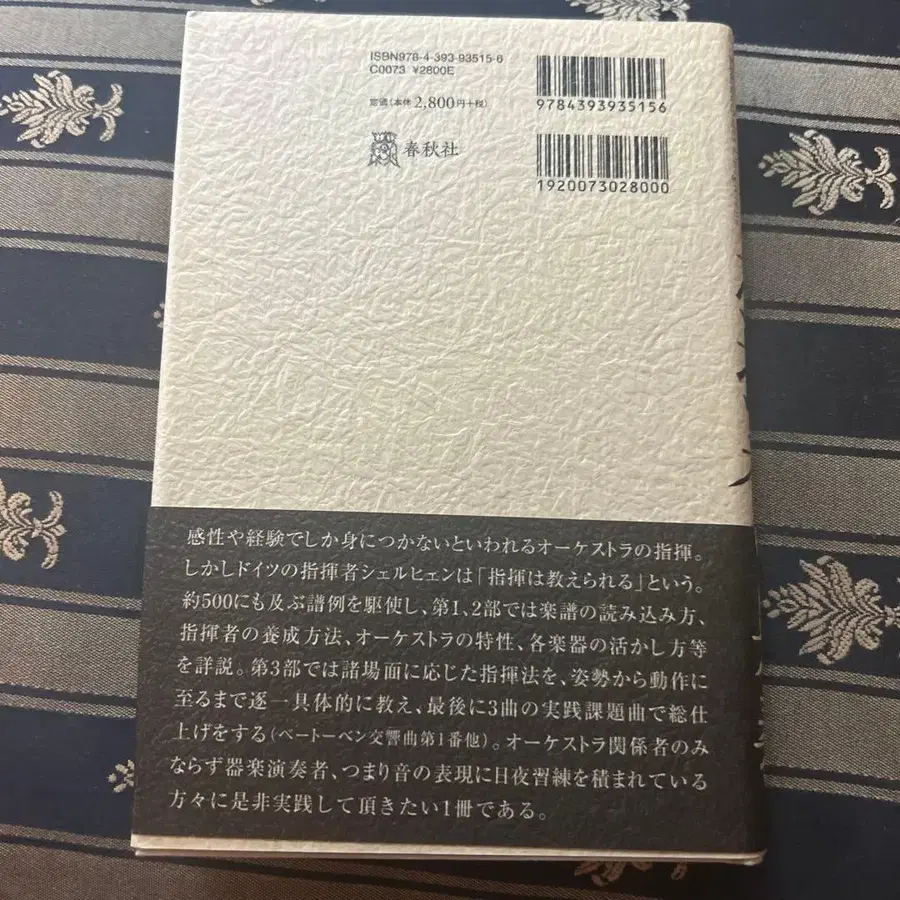 ISBN978-4-393-93515-6
C0073 ¥2800E
定価(本体2,800円+税)
春秋社
9784393935156
1920073028000
感性や経験でしか身につかないといわれるオーケストラの指揮。
しかしドイツの指揮者シェルヒェンは「指揮は教えられる」という。
約500にも及ぶ譜例を駆使し、第1、2部では楽譜の読み込み方、
指揮者の養成方法、オーケストラの特性、各楽器の活かし方等
を詳説。第3部では諸場面に応じた指揮法を、姿勢から動作に
至るまで逐一具体的に教え、最後に3曲の実践課題曲で総仕
上げをする(ベートーベン交響曲第1番他)。オーケストラ関係者のみ
ならず器楽演奏者、つまり音の表現に日夜習練を積まれている
方々に是非実践して頂きたい1冊である。